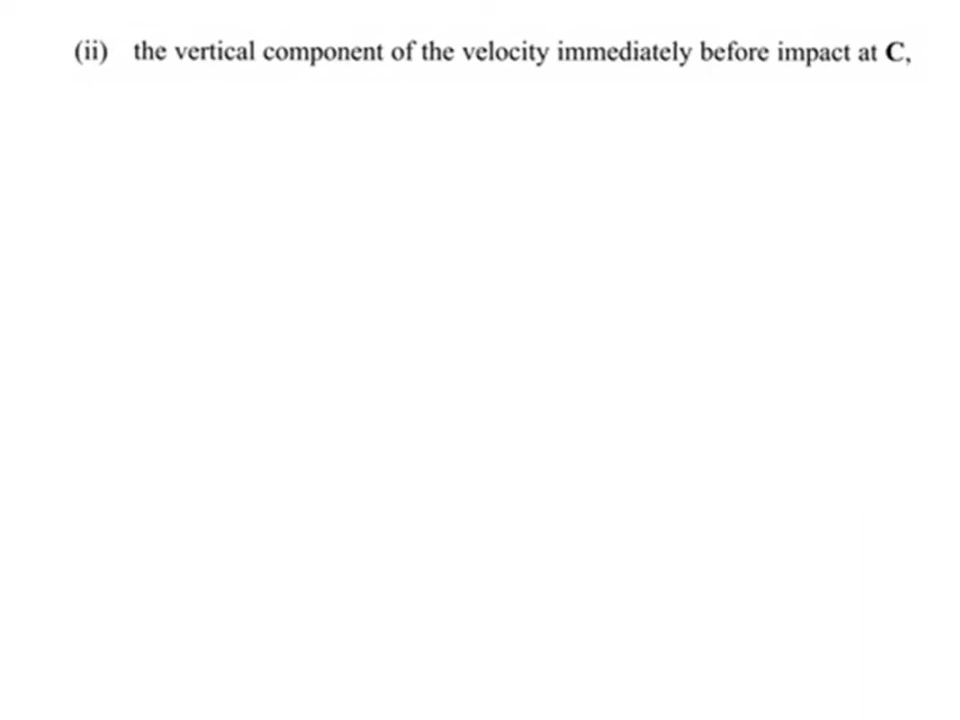 (ii) the vertical component of the velocity immediately before impact at C,